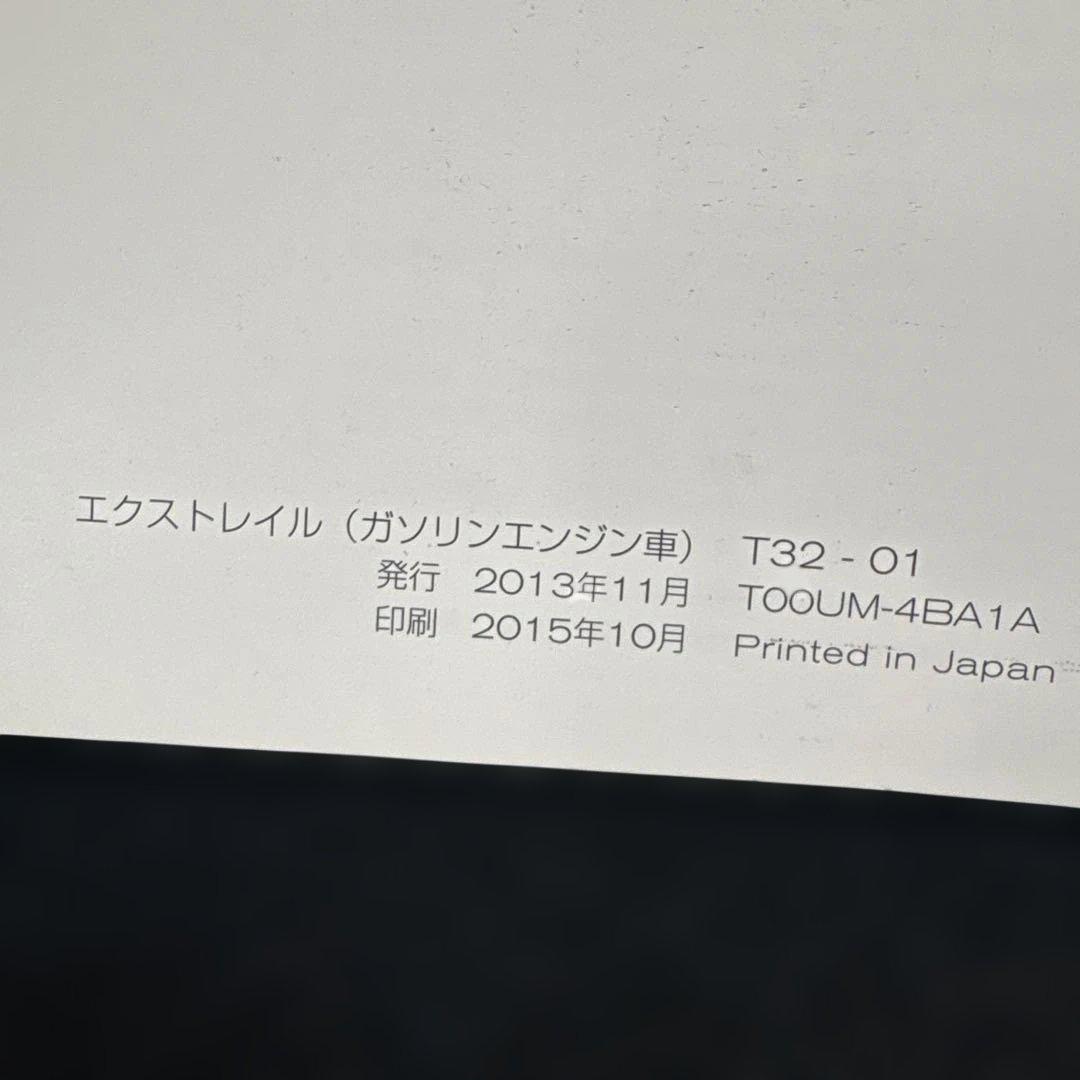 エクストレイル（ガソリンエンジン車） T32 - 01
発行 2013年11月 T00UM-4BA1A
印刷 2015年10月 Printed in Japan